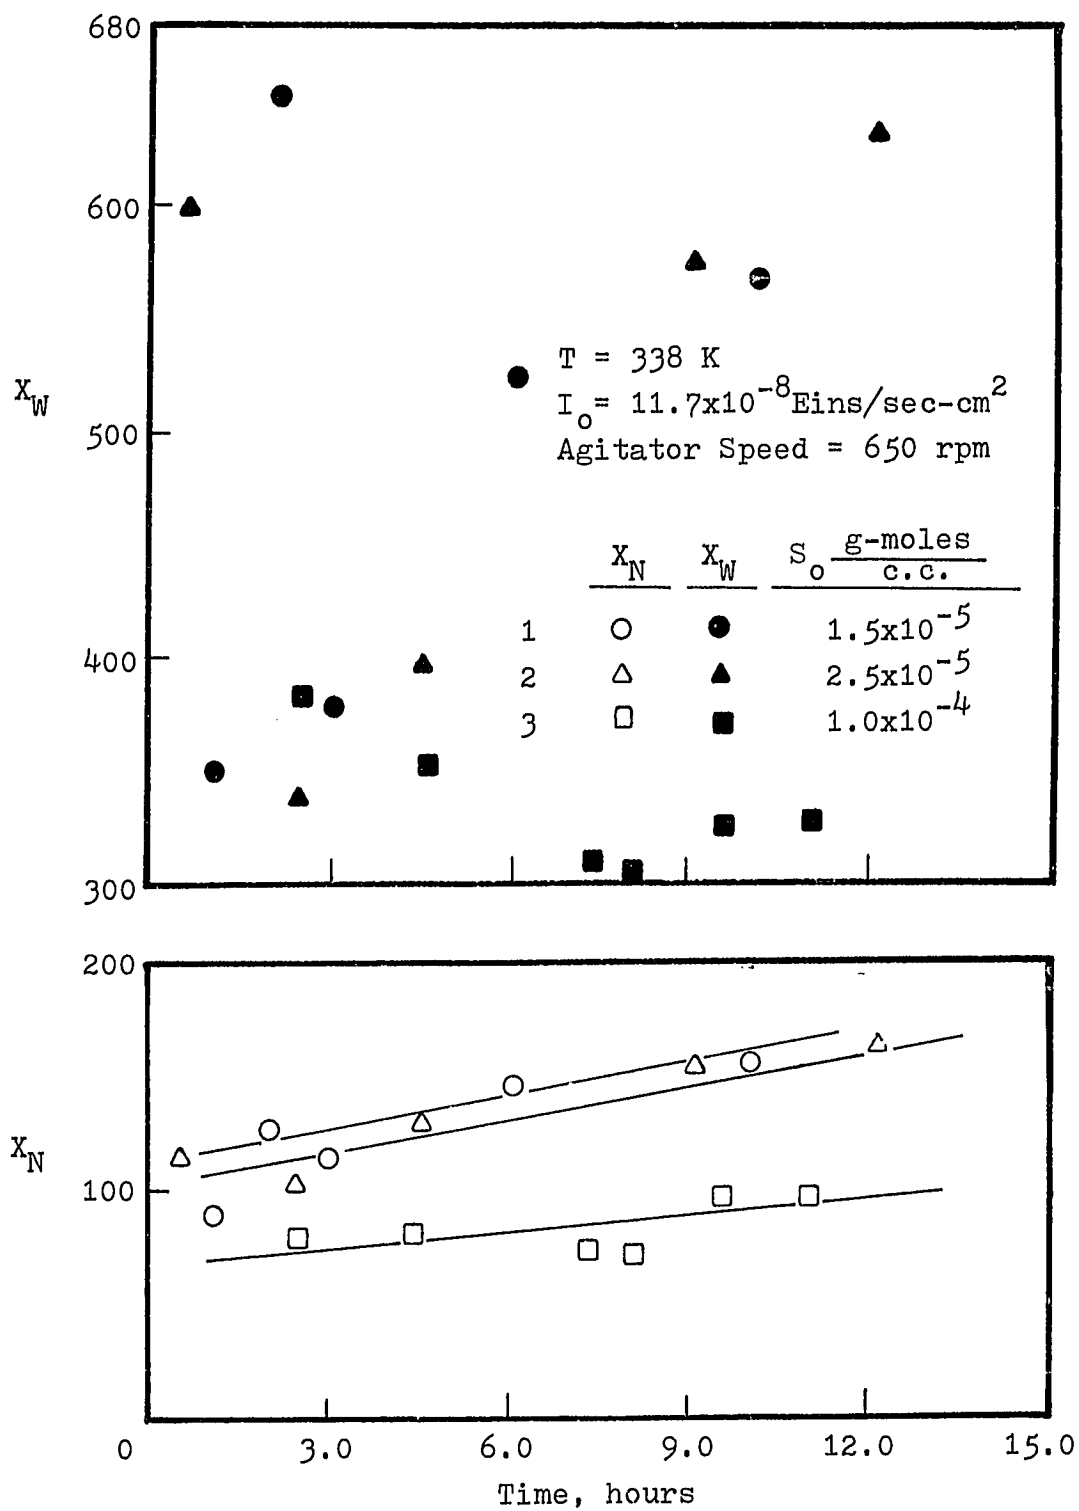 680
600
500
400
300
X_W
T = 338 K
I_o = 11.7x10^-8 Eins/sec-cm^2
Agitator Speed = 650 rpm
X_N X_W S_o g-moles/c.c.
1 ○ ● 1.5x10^-5
2 △ ▲ 2.5x10^-5
3 □ ■ 1.0x10^-4
200
100
X_N
0 3.0 6.0 9.0 12.0 15.0
Time, hours